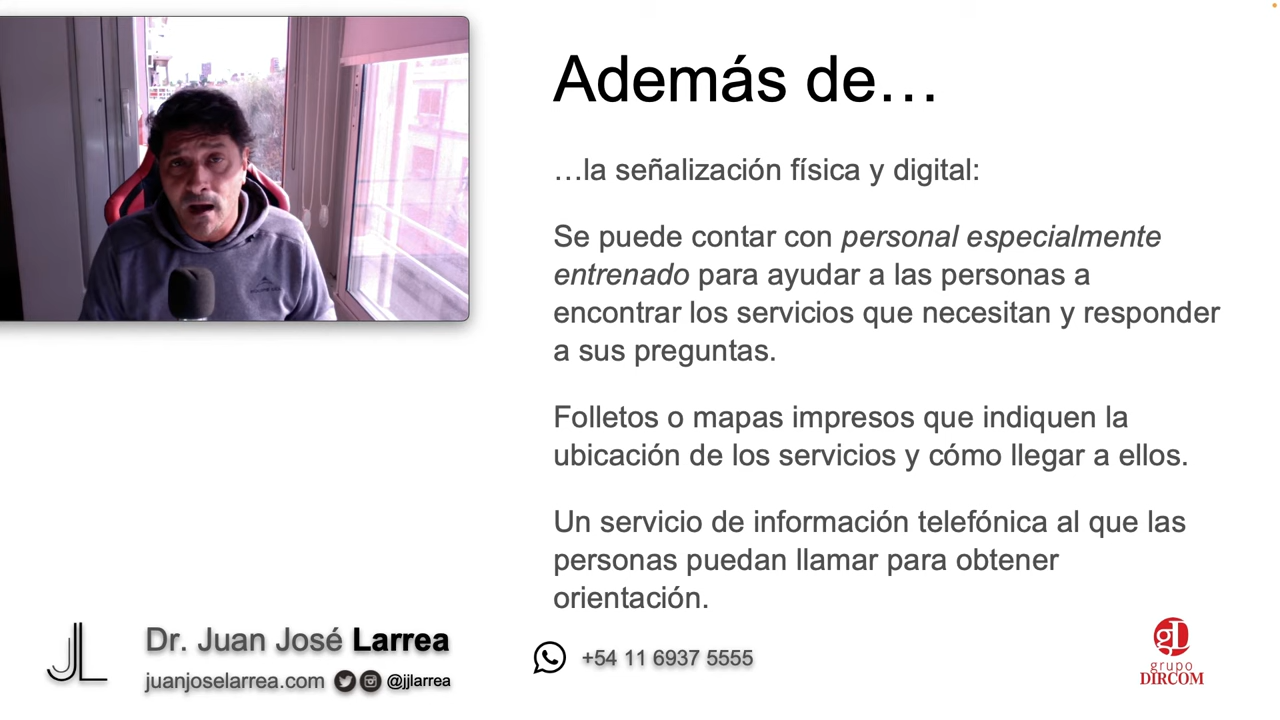 Además de…
…la señalización física y digital:
Se puede contar con personal especialmente
entrenado para ayudar a las personas a
encontrar los servicios que necesitan y responder
a sus preguntas.
Folletos o mapas impresos que indiquen la
ubicación de los servicios y cómo llegar a ellos.
Un servicio de información telefónica al que las
personas puedan llamar para obtener
orientación.
JL
Dr. Juan José Larrea
juanjoselarrea.com @jjlarrea
+54 11 6937 5555
gD
grupo
DIRCOM